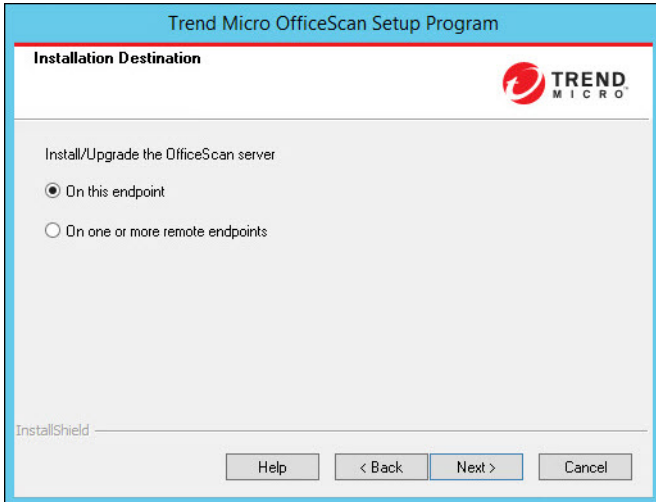 Trend Micro OfficeScan Setup Program
Installation Destination
TREND
MICRO
Install/Upgrade the OfficeScan server
On this endpoint
On one or more remote endpoints
InstallShield
Help
< Back
Next >
Cancel